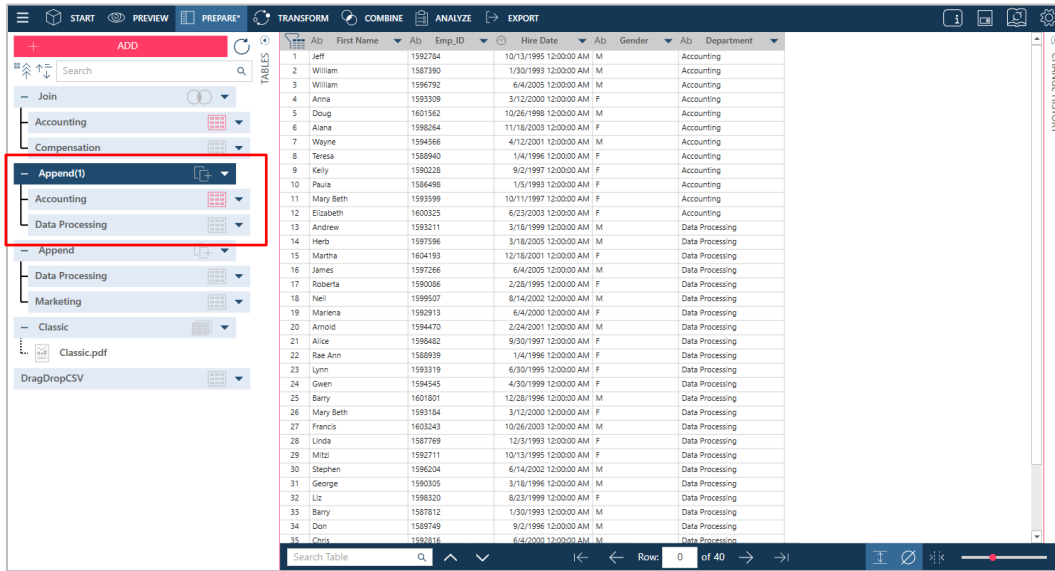 START PREVIEW PREPARE* TRANSFORM COMBINE ANALYZE EXPORT
ADD
Search
Join
Accounting
Compensation
Append(1)
Accounting
Data Processing
Append
Data Processing
Marketing
Classic
Classic.pdf
DragDropCSV
TABLES
Ab First Name Ab Emp_ID Hire Date Ab Gender Ab Department
1 Jeff 1592784 10/13/1995 12:00:00 AM M Accounting
2 William 1587390 1/30/1993 12:00:00 AM M Accounting
3 William 1596792 6/4/2005 12:00:00 AM M Accounting
4 Anna 1593309 3/12/2000 12:00:00 AM F Accounting
5 Doug 1601562 10/26/1998 12:00:00 AM M Accounting
6 Alana 1598264 11/18/2003 12:00:00 AM F Accounting
7 Wayne 1594566 4/12/2001 12:00:00 AM M Accounting
8 Teresa 1588940 1/4/1996 12:00:00 AM F Accounting
9 Kelly 1590228 9/2/1997 12:00:00 AM F Accounting
10 Paula 1586498 1/5/1993 12:00:00 AM F Accounting
11 Mary Beth 1593599 10/11/1997 12:00:00 AM F Accounting
12 Elizabeth 1600325 6/23/2003 12:00:00 AM F Accounting
13 Andrew 1593211 3/18/1999 12:00:00 AM M Data Processing
14 Herb 1597596 3/18/2005 12:00:00 AM M Data Processing
15 Martha 1604193 12/18/2001 12:00:00 AM F Data Processing
16 James 1597266 6/4/2005 12:00:00 AM M Data Processing
17 Roberta 1590086 2/28/1995 12:00:00 AM F Data Processing
18 Neil 1599507 8/14/2002 12:00:00 AM M Data Processing
19 Marlena 1592913 6/4/2000 12:00:00 AM F Data Processing
20 Arnold 1594470 2/24/2001 12:00:00 AM M Data Processing
21 Alice 1598482 9/30/1997 12:00:00 AM F Data Processing
22 Rae Ann 1588939 1/4/1996 12:00:00 AM F Data Processing
23 Lynn 1593319 6/30/1995 12:00:00 AM F Data Processing
24 Gwen 1594545 4/30/1999 12:00:00 AM F Data Processing
25 Barry 1601801 12/28/1996 12:00:00 AM M Data Processing
26 Mary Beth 1593184 3/12/2000 12:00:00 AM F Data Processing
27 Francis 1603243 10/26/2003 12:00:00 AM M Data Processing
28 Linda 1587769 12/3/1993 12:00:00 AM F Data Processing
29 Mitzi 1592711 10/13/1995 12:00:00 AM F Data Processing
30 Stephen 1596204 6/14/2002 12:00:00 AM M Data Processing
31 George 1590305 3/18/1996 12:00:00 AM M Data Processing
32 Liz 1598320 8/23/1999 12:00:00 AM F Data Processing
33 Barry 1587812 1/30/1993 12:00:00 AM M Data Processing
34 Don 1589749 9/2/1996 12:00:00 AM M Data Processing
35 Chris 1592816 6/4/2000 12:00:00 AM M Data Processing
Search Table Row: 0 of 40
CHANGE HISTORY